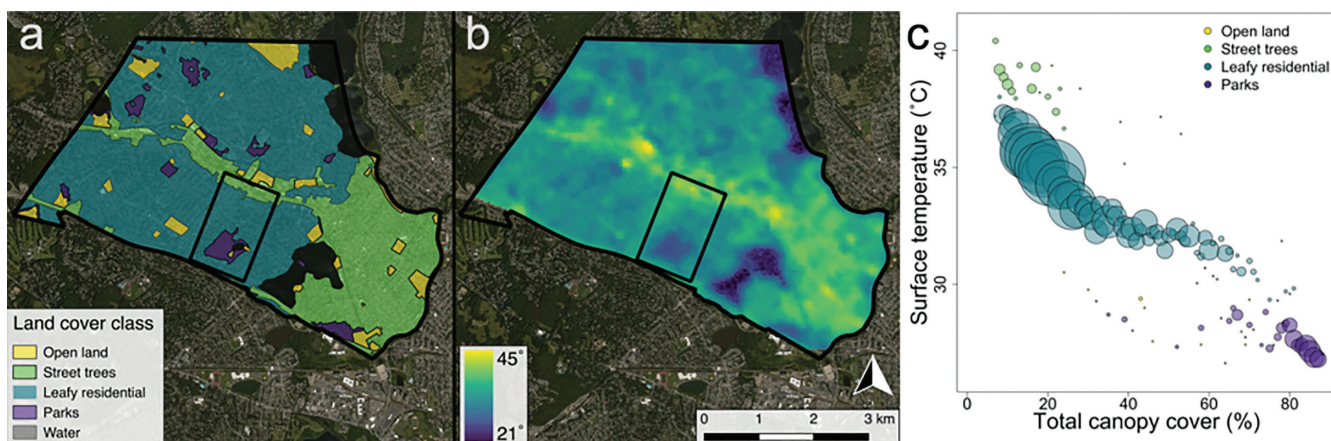 a
Land cover class
Open land
Street trees
Leafy residential
Parks
Water
b
45°
21°
0 1 2 3 km
c
Open land
Street trees
Leafy residential
Parks
Surface temperature (°C)
40
35
30
0 20 40 60 80
Total canopy cover (%)